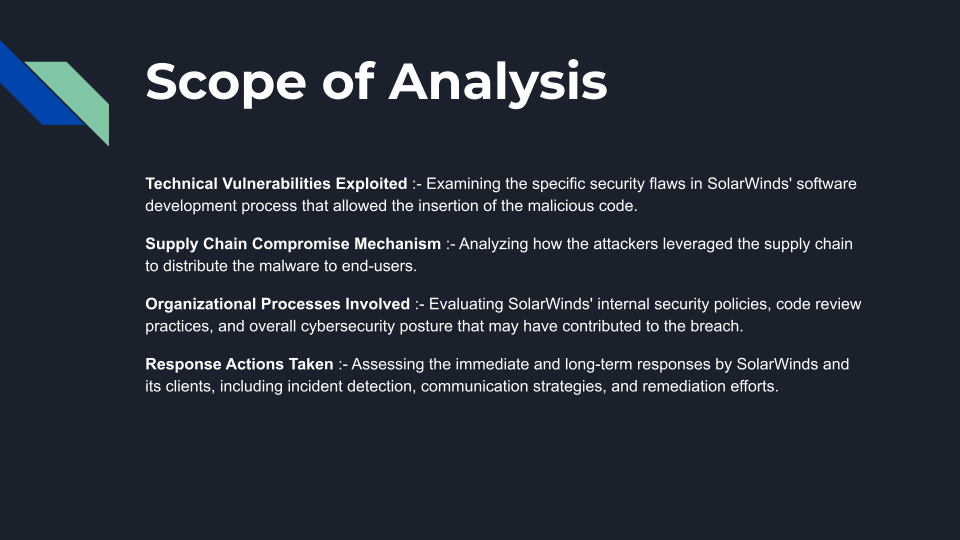 Scope of Analysis
Technical Vulnerabilities Exploited :- Examining the specific security flaws in SolarWinds' software
development process that allowed the insertion of the malicious code.
Supply Chain Compromise Mechanism :- Analyzing how the attackers leveraged the supply chain
to distribute the malware to end-users.
Organizational Processes Involved :- Evaluating SolarWinds' internal security policies, code review
practices, and overall cybersecurity posture that may have contributed to the breach.
Response Actions Taken :- Assessing the immediate and long-term responses by SolarWinds and
its clients, including incident detection, communication strategies, and remediation efforts.